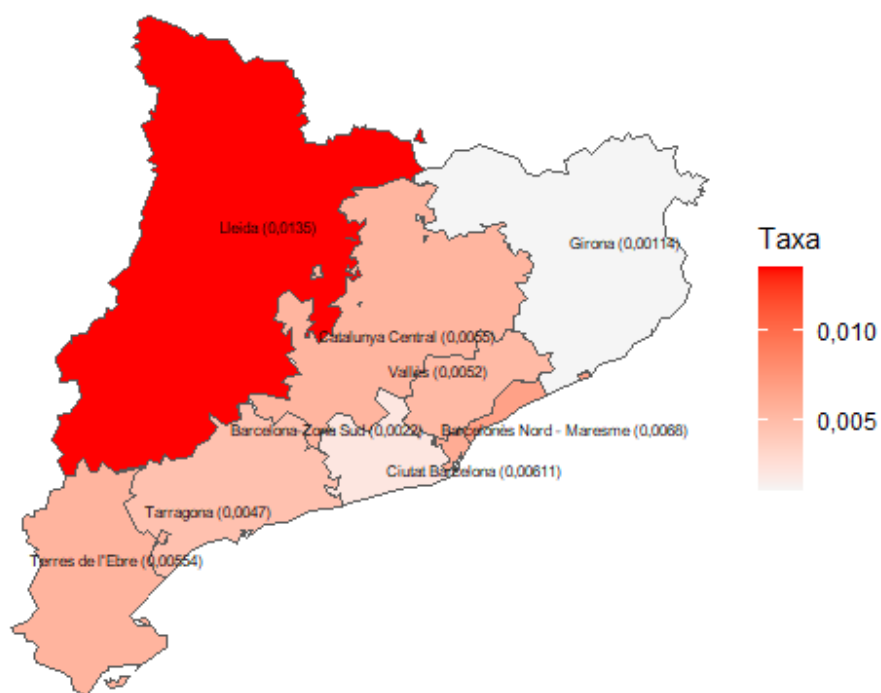 Lleida (0,0135)
Girona (0,00114)
Catalunya Central (0,0055)
Vallès (0,0052)
Barcelona-Zona Sud (0,0022)
Barcelonès Nord - Maresme (0,0068)
Ciutat Barcelona (0,00611)
Tarragona (0,0047)
Terres de l"Ebre (0,00554)
Taxa
0,010
0,005